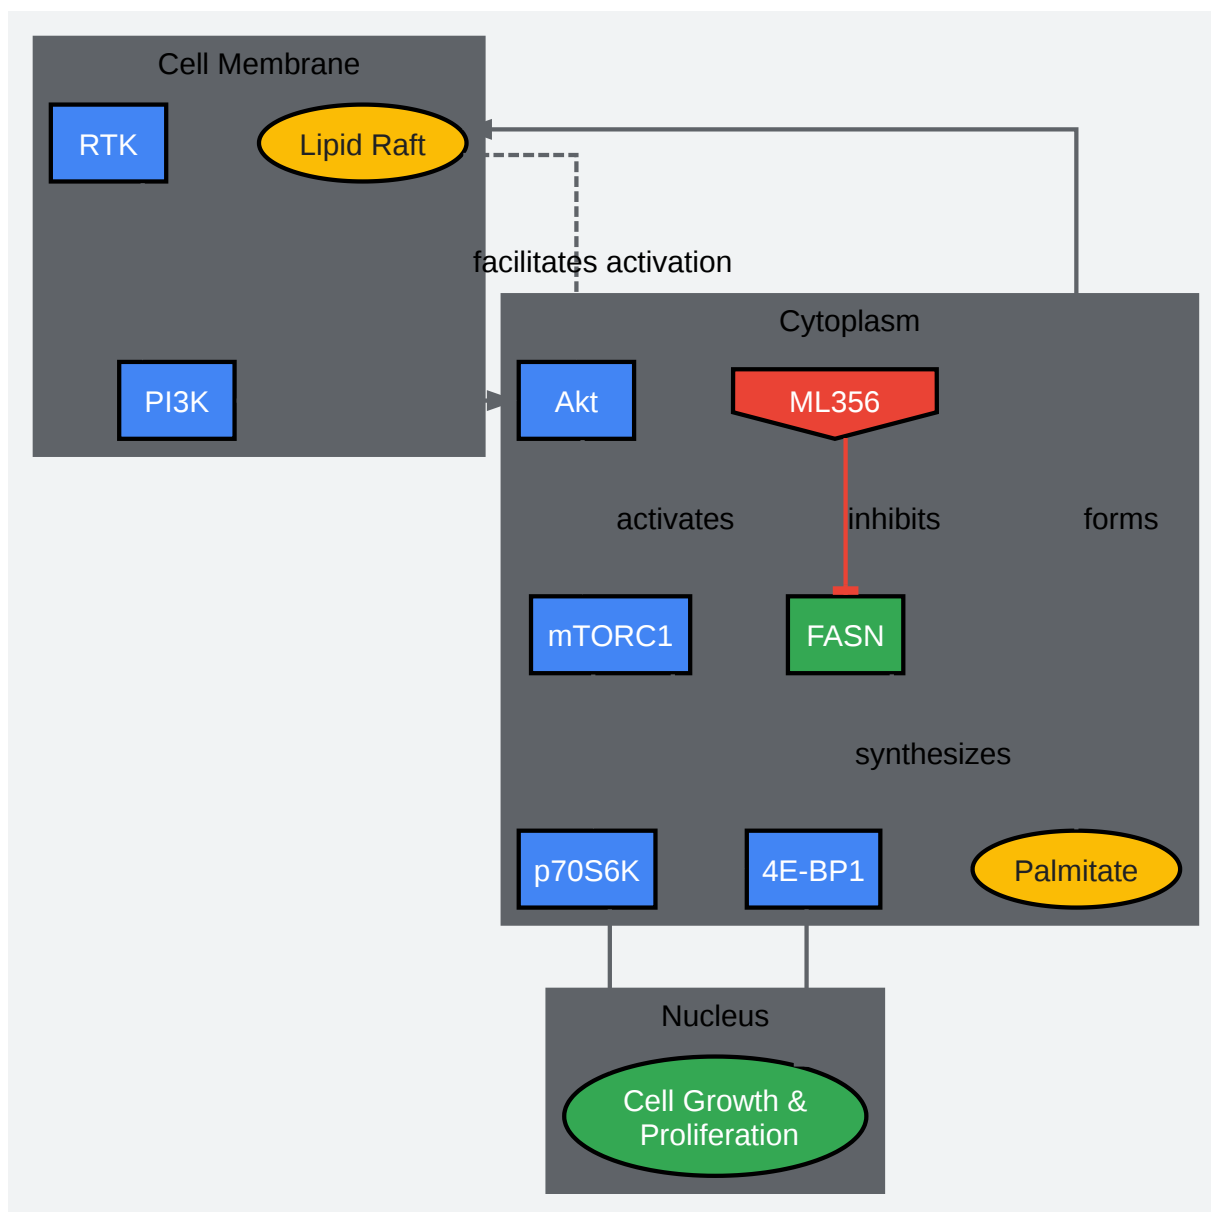 Cell Membrane
RTK
Lipid Raft
facilitates activation
Cytoplasm
PI3K
Akt
ML356
activates
inhibits
forms
mTORC1
FASN
synthesizes
p70S6K
4E-BP1
Palmitate
Nucleus
Cell Growth &
Proliferation